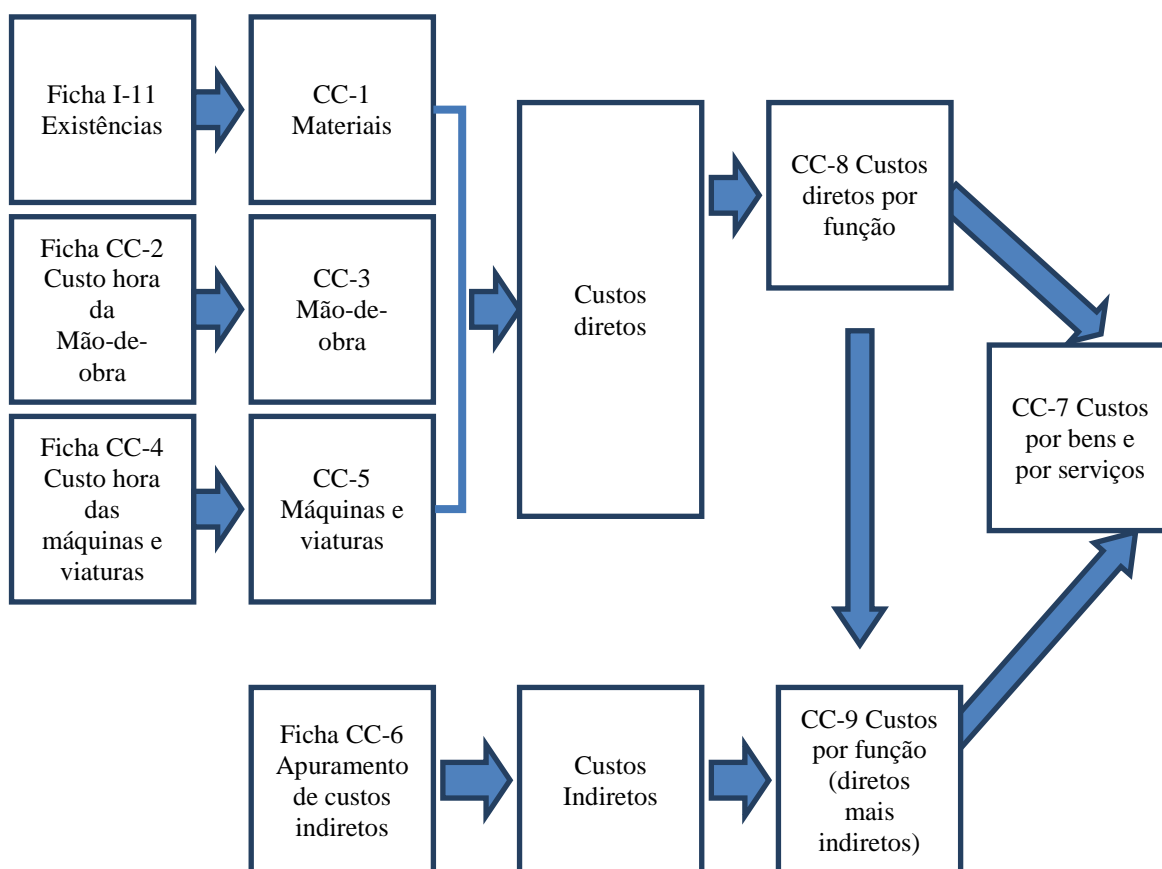 Ficha I-11
Existências
CC-1
Materiais
Ficha CC-2
Custo hora
da
Mão-de-
obra
CC-3
Mão-de-
obra
Ficha CC-4
Custo hora
das
máquinas e
viaturas
CC-5
Máquinas e
viaturas
Custos
diretos
CC-8 Custos
diretos por
função
CC-7 Custos
por bens e
por serviços
Ficha CC-6
Apuramento
de custos
indiretos
Custos
Indiretos
CC-9 Custos
por função
(diretos
mais
indiretos)